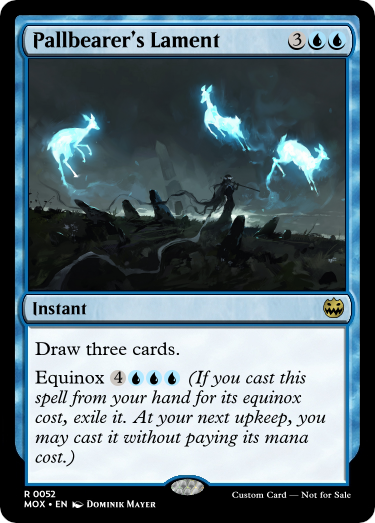 Pallbearer's Lament 3
Instant
Draw three cards.
Equinox 4 (If you cast this
spell from your hand for its equinox
cost, exile it. At your next upkeep, you
may cast it without paying its mana
cost.)
R 0052
MOX • EN Dominik Mayer
Custom Card — Not for Sale